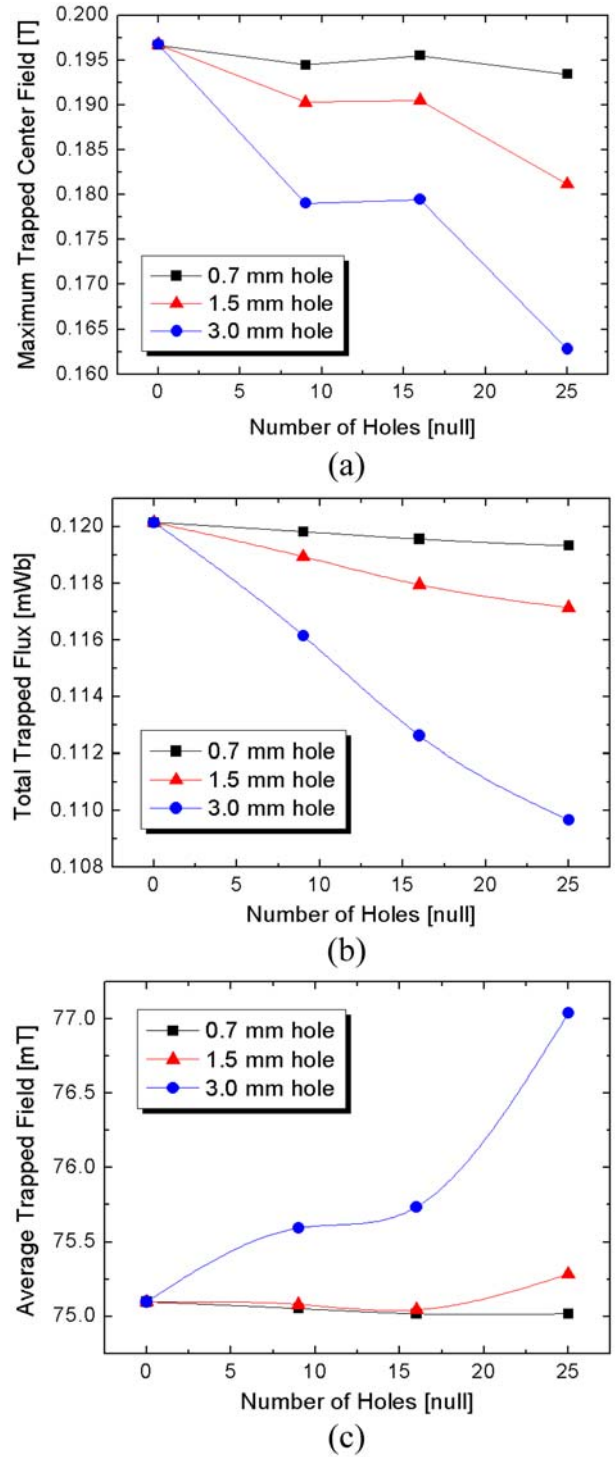 0.200
0.195
0.190
0.185
0.180
0.175
0.170
0.165
0.160
Maximum Trapped Center Field [T]
0.7 mm hole
1.5 mm hole
3.0 mm hole
0 5 10 15 20 25
Number of Holes [null]
(a)
0.120
0.118
0.116
0.114
0.112
0.110
0.108
Total Trapped Flux [mWb]
0.7 mm hole
1.5 mm hole
3.0 mm hole
0 5 10 15 20 25
Number of Holes [null]
(b)
77.0
76.5
76.0
75.5
75.0
Average Trapped Field [mT]
0.7 mm hole
1.5 mm hole
3.0 mm hole
0 5 10 15 20 25
Number of Holes [null]
(c)